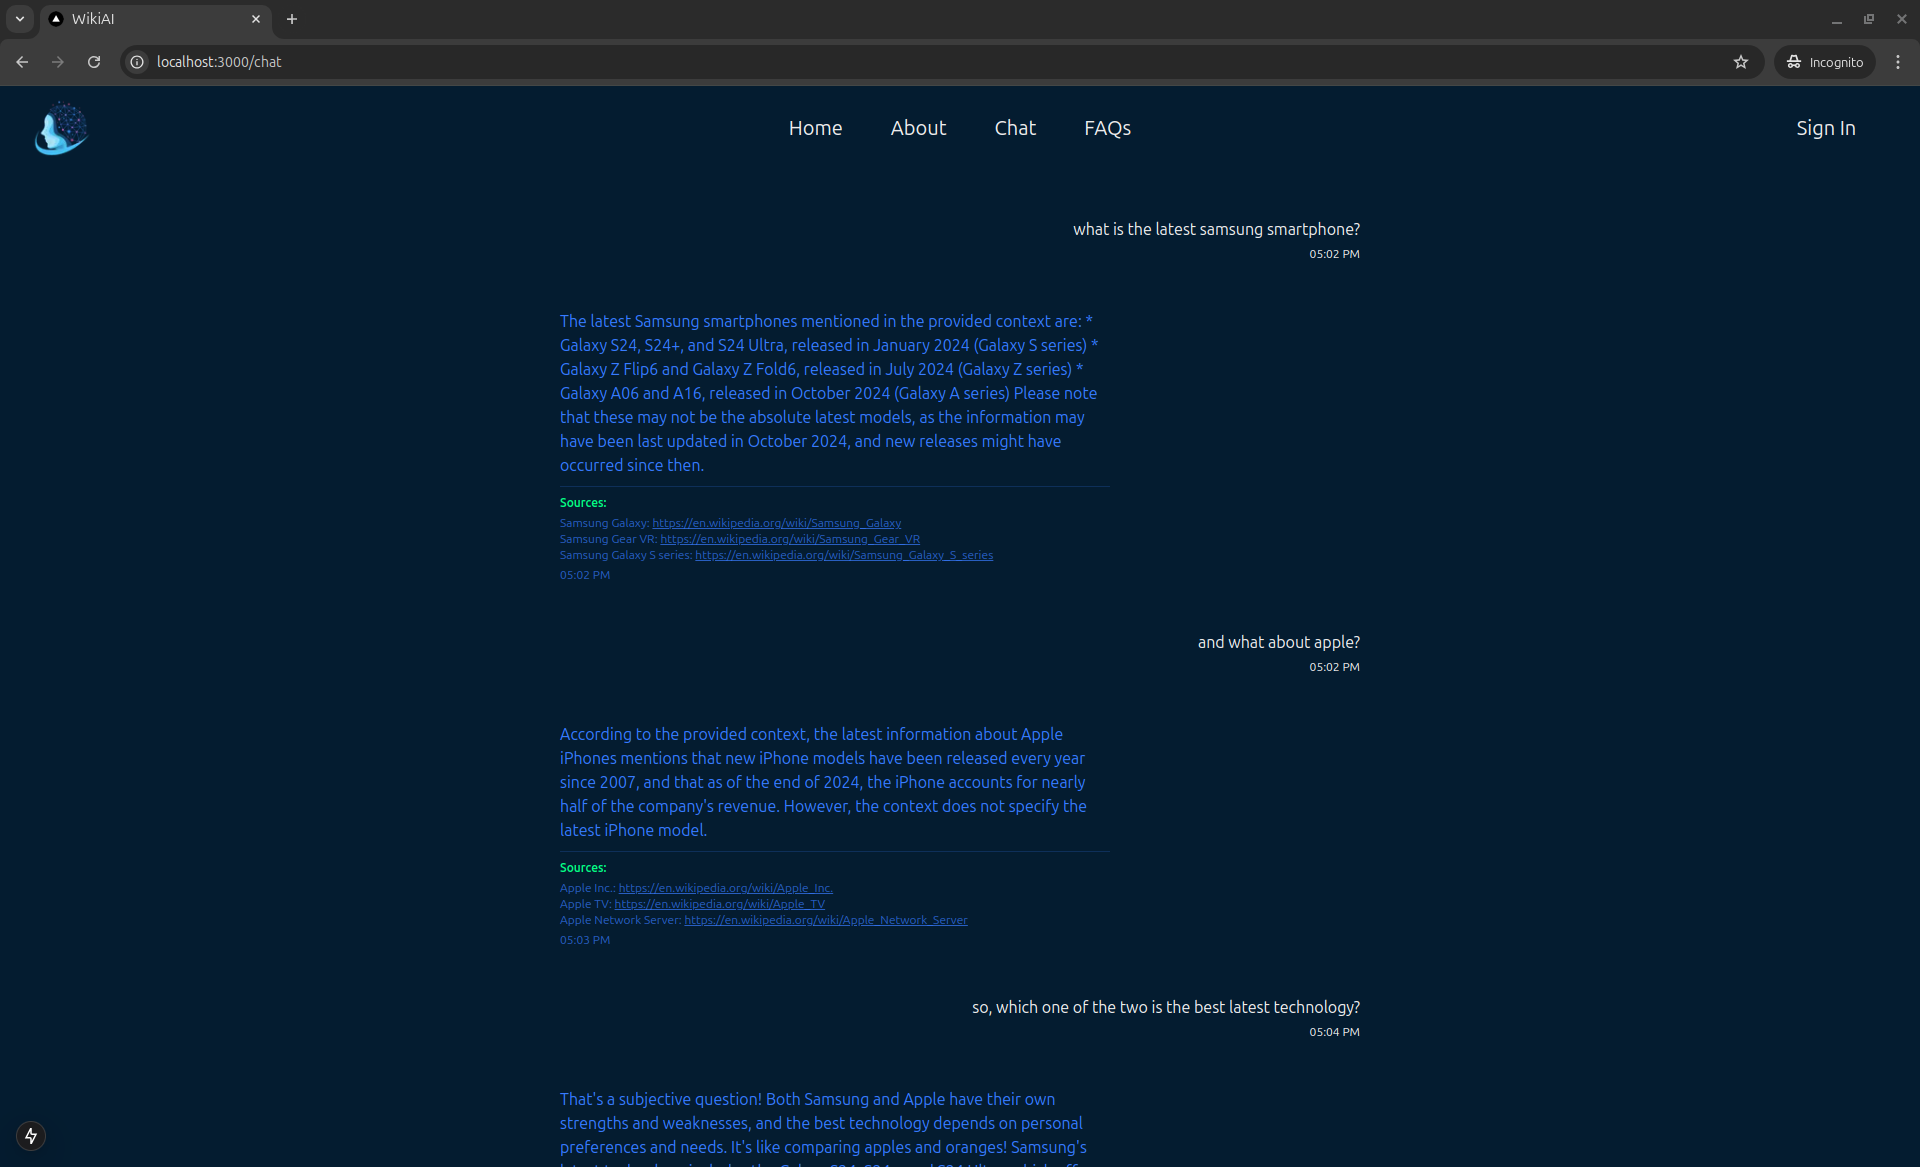 WikiAI
localhost:3000/chat
Incognito
Home About Chat FAQs Sign In
what is the latest samsung smartphone?
05:02 PM
The latest Samsung smartphones mentioned in the provided context are: *
Galaxy S24, S24+, and S24 Ultra, released in January 2024 (Galaxy S series) *
Galaxy Z Flip6 and Galaxy Z Fold6, released in July 2024 (Galaxy Z series) *
Galaxy A06 and A16, released in October 2024 (Galaxy A series) Please note
that these may not be the absolute latest models, as the information may
have been last updated in October 2024, and new releases might have
occurred since then.
Sources:
Samsung Galaxy: https://en.wikipedia.org/wiki/Samsung_Galaxy
Samsung Gear VR: https://en.wikipedia.org/wiki/Samsung_Gear_VR
Samsung Galaxy S series: https://en.wikipedia.org/wiki/Samsung_Galaxy_S_series
05:02 PM
and what about apple?
05:02 PM
According to the provided context, the latest information about Apple
iPhones mentions that new iPhone models have been released every year
since 2007, and that as of the end of 2024, the iPhone accounts for nearly
half of the company's revenue. However, the context does not specify the
latest iPhone model.
Sources:
Apple Inc.: https://en.wikipedia.org/wiki/Apple_Inc.
Apple TV: https://en.wikipedia.org/wiki/Apple_TV
Apple Network Server: https://en.wikipedia.org/wiki/Apple_Network_Server
05:03 PM
so, which one of the two is the best latest technology?
05:04 PM
That's a subjective question! Both Samsung and Apple have their own
strengths and weaknesses, and the best technology depends on personal
preferences and needs. It's like comparing apples and oranges! Samsung's